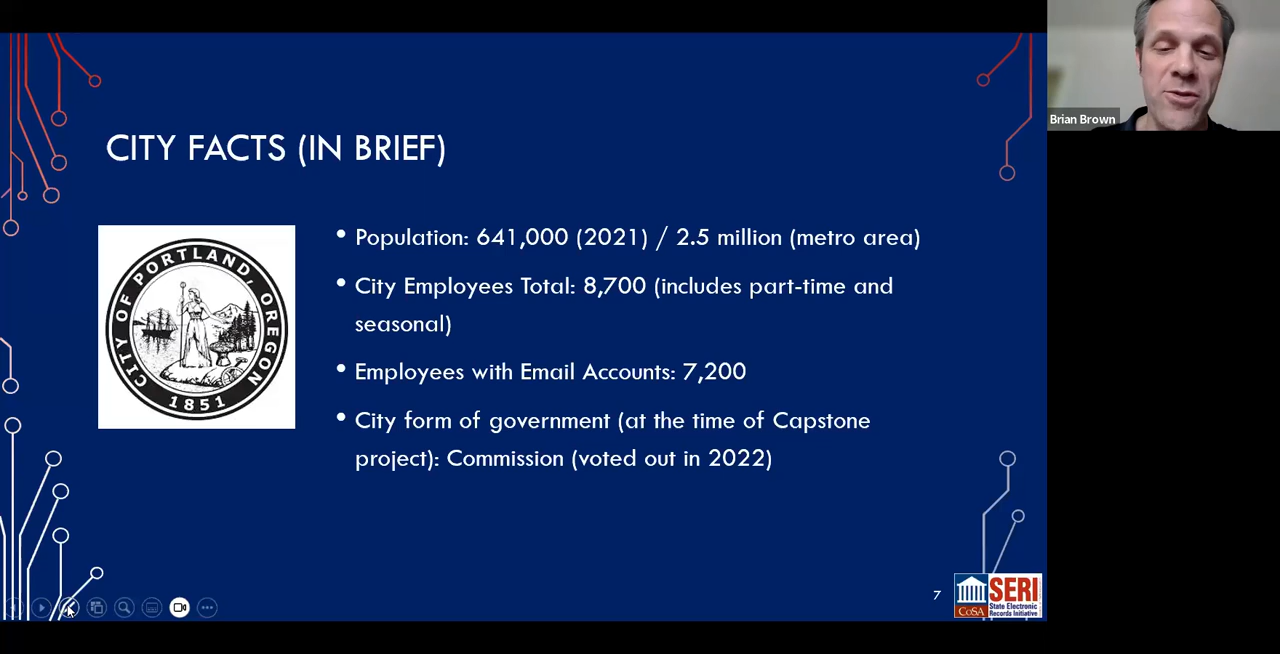 CITY FACTS (IN BRIEF)
CITY OF PORTLAND, OREGON
1851
• Population: 641,000 (2021) / 2.5 million (metro area)
• City Employees Total: 8,700 (includes part-time and
seasonal)
• Employees with Email Accounts: 7,200
• City form of government (at the time of Capstone
project): Commission (voted out in 2022)
7
CoSA
SERI
State Electronic
Records Initiative
Brian Brown